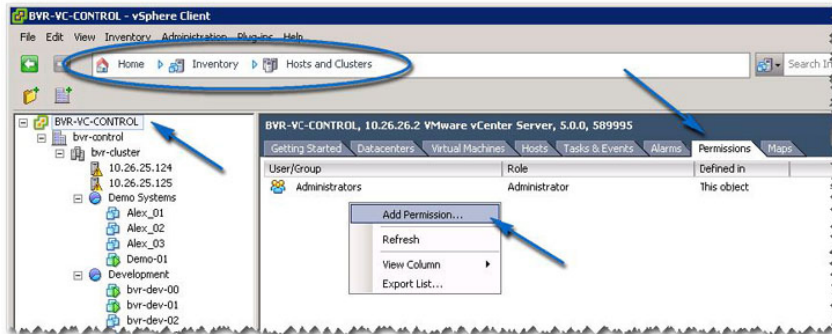 BVR-VC-CONTROL - vSphere Client
File Edit View Inventory Administration Plug-ins Help
Home Inventory Hosts and Clusters
Search In
BVR-VC-CONTROL
bvr-control
bvr-cluster
10.26.25.124
10.26.25.125
Demo Systems
Alex_01
Alex_02
Alex_03
Demo-01
Development
bvr-dev-00
bvr-dev-01
bvr-dev-02
BVR-VC-CONTROL, 10.26.26.2 VMware vCenter Server, 5.0.0, 589995
Getting Started Datacenters Virtual Machines Hosts Tasks & Events Alarms Permissions Maps
User/Group Role Defined in
Administrators Administrator This object
Add Permission...
Refresh
View Column
Export List...